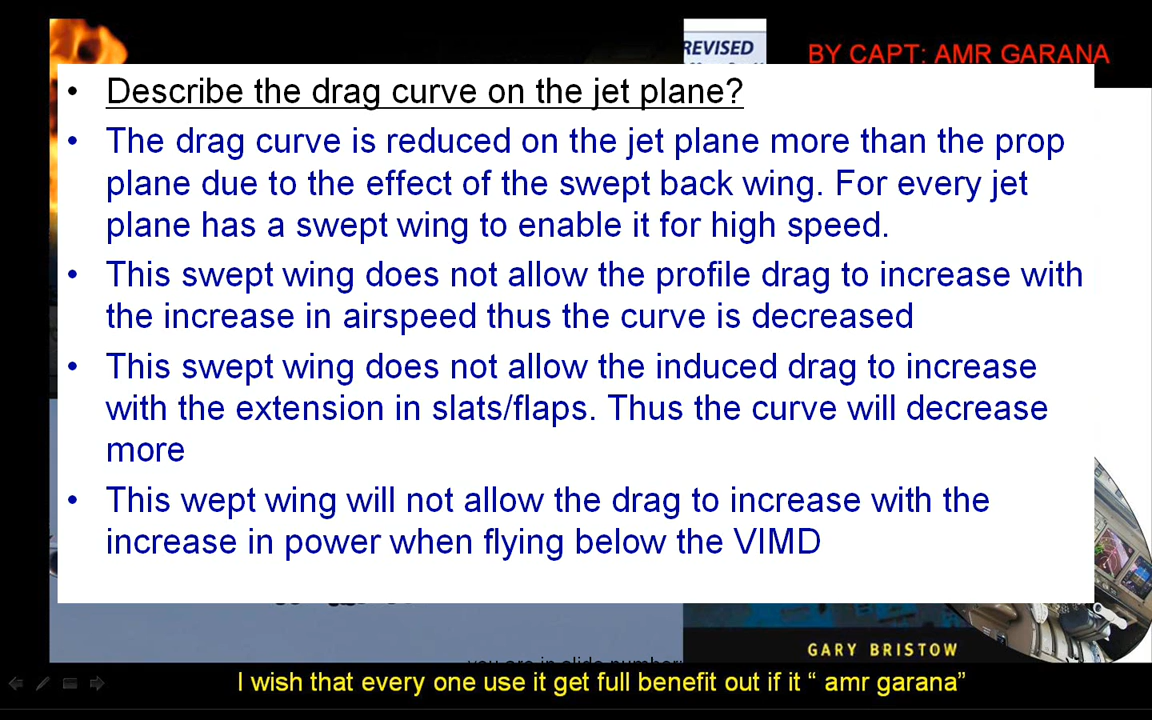 REVISED
BY CAPT: AMR GARANA
• Describe the drag curve on the jet plane?
• The drag curve is reduced on the jet plane more than the prop
plane due to the effect of the swept back wing. For every jet
plane has a swept wing to enable it for high speed.
• This swept wing does not allow the profile drag to increase with
the increase in airspeed thus the curve is decreased
• This swept wing does not allow the induced drag to increase
with the extension in slats/flaps. Thus the curve will decrease
more
• This wept wing will not allow the drag to increase with the
increase in power when flying below the VIMD
GARY BRISTOW
you are in slide number
I wish that every one use it get full benefit out if it “ amr garana”